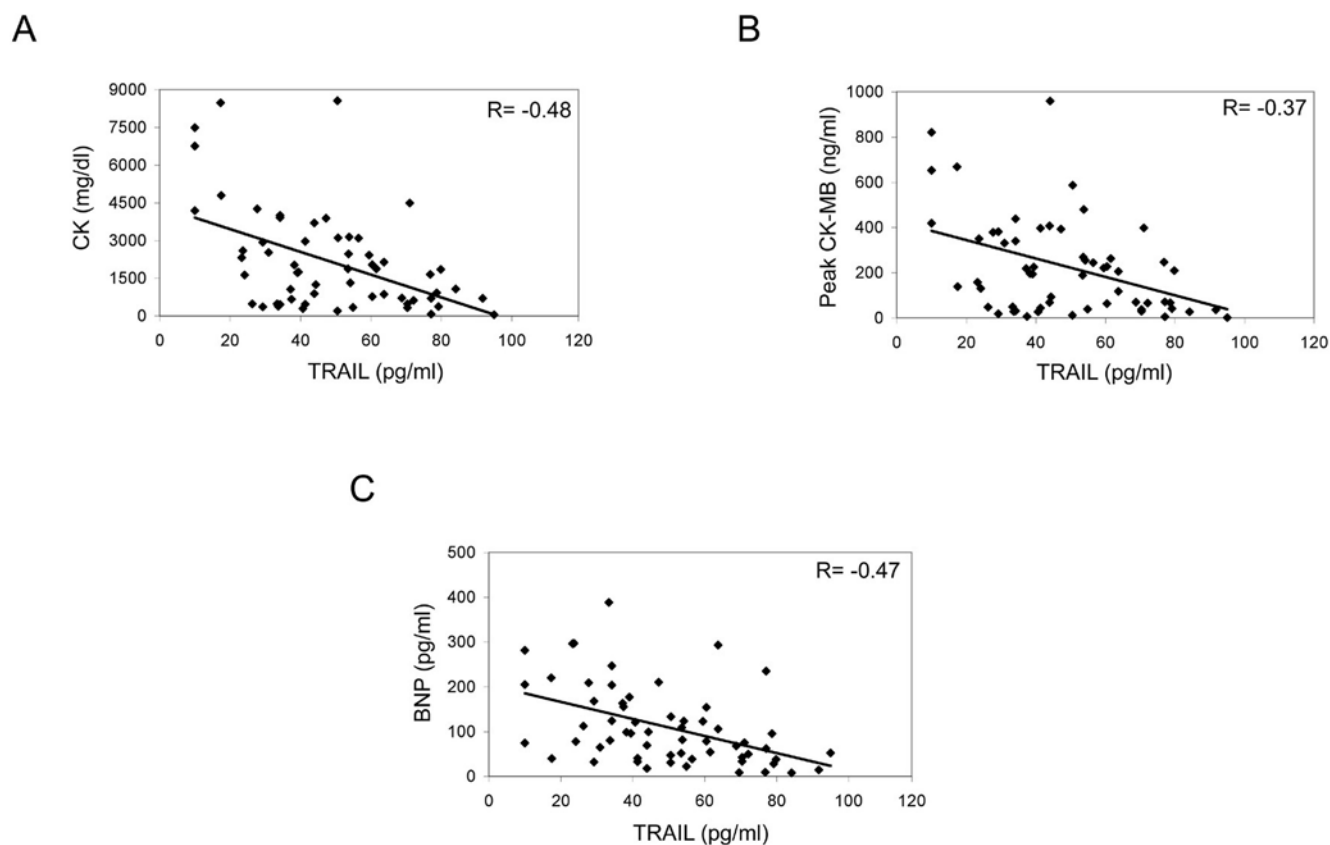 A
B
R= -0.48
R= -0.37
CK (mg/dl)
9000
7500
6000
4500
3000
1500
0
0 20 40 60 80 100 120
TRAIL (pg/ml)
Peak CK-MB (ng/ml)
1000
800
600
400
200
0
0 20 40 60 80 100 120
TRAIL (pg/ml)
C
R= -0.47
BNP (pg/ml)
500
400
300
200
100
0
0 20 40 60 80 100 120
TRAIL (pg/ml)